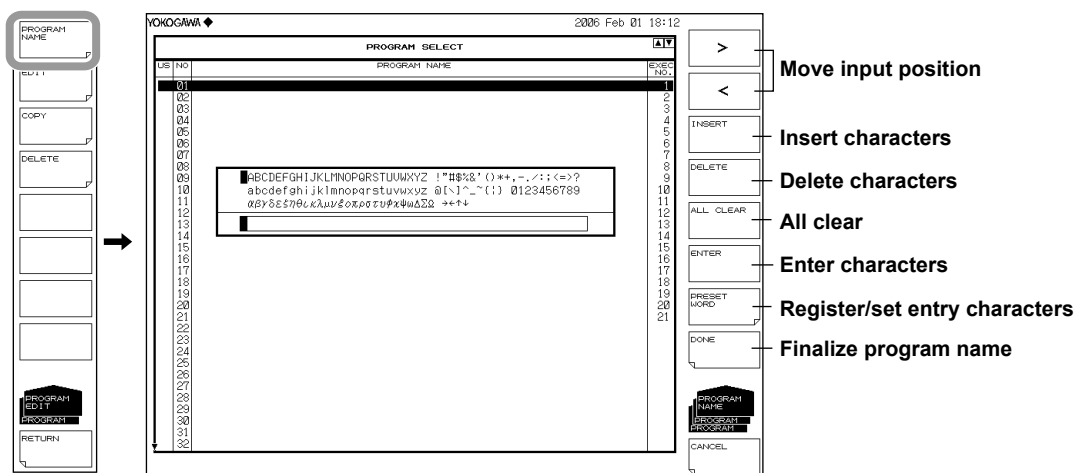 PROGRAM
NAME
EDIT
COPY
DELETE
PROGRAM
EDIT
PROGRAM
RETURN
YOKOGAWA ◆ 2006 Feb 01 18:12
PROGRAM SELECT
US NO PROGRAM NAME EXEC
NO.
01 1
02 2
03 3
04 4
05 5
06 6
07 7
08 8
09 9
10 10
11 11
12 12
13 13
14 14
15 15
16 16
17 17
18 18
19 19
20 20
21 21
22
23
24
25
26
27
28
29
30
31
32
ABCDEFGHIJKLMNOPQRSTUVWXYZ !"#$%&'()*+,-./:;<=>?
abcdefghijklmnopqrstuvwxyz @[\]^_~{|} 0123456789
αβγδεζηθικλμνξοπρστυφχψωΔΣΩ →←↑↓
>
<
Move input position
INSERT
Insert characters
DELETE
Delete characters
ALL CLEAR
All clear
ENTER
Enter characters
PRESET
WORD
Register/set entry characters
DONE
Finalize program name
PROGRAM
NAME
PROGRAM
PROGRAM
CANCEL